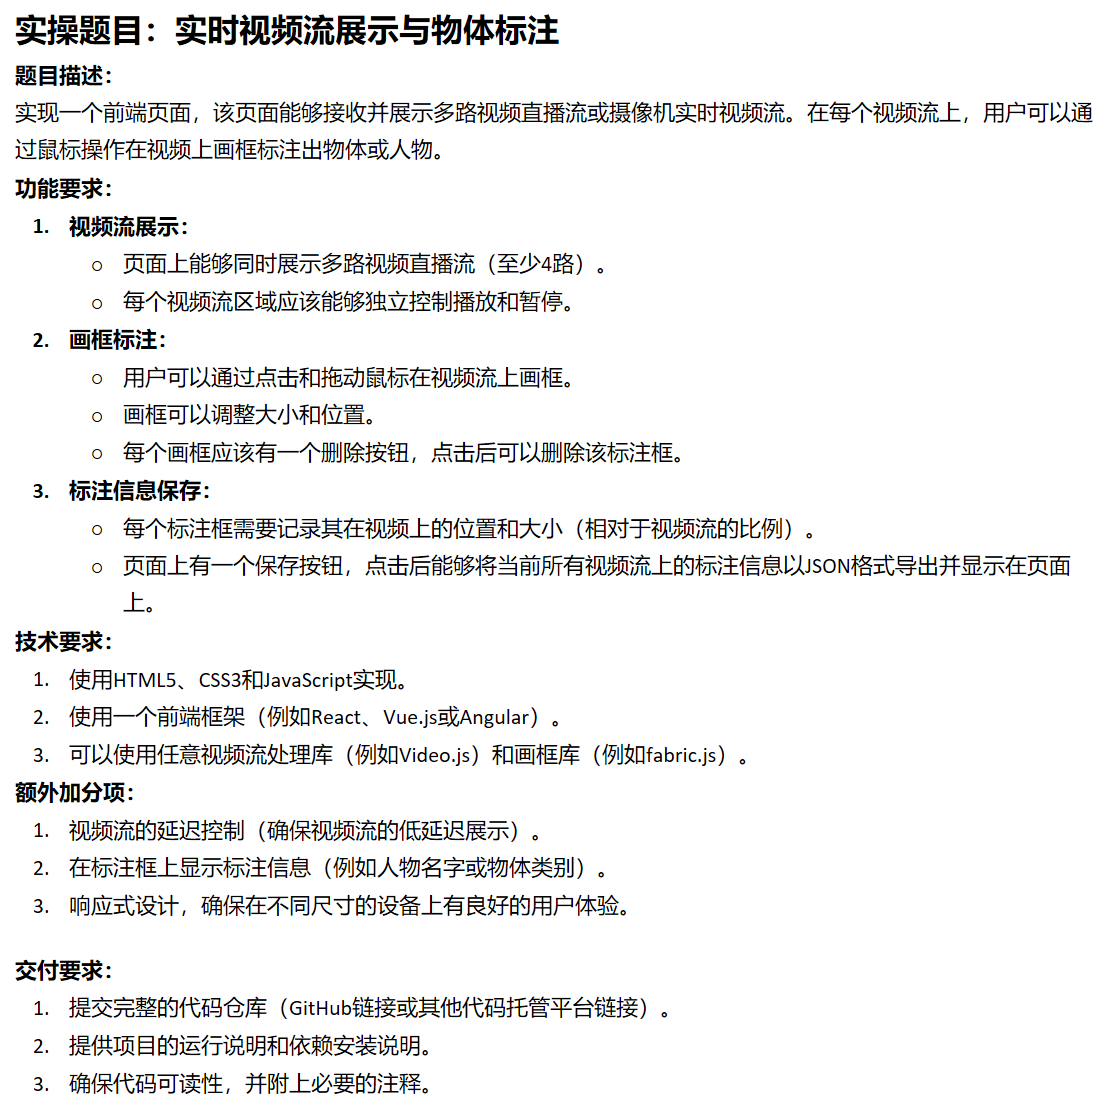 实操题目：实时视频流展示与物体标注
题目描述：
实现一个前端页面，该页面能够接收并展示多路视频直播流或摄像机实时视频流。在每个视频流上，用户可以通
过鼠标操作在视频上画框标注出物体或人物。
功能要求：
1. 视频流展示：
○ 页面上能够同时展示多路视频直播流（至少4路）。
○ 每个视频流区域应该能够独立控制播放和暂停。
2. 画框标注：
○ 用户可以通过点击和拖动鼠标在视频流上画框。
○ 画框可以调整大小和位置。
○ 每个画框应该有一个删除按钮，点击后可以删除该标注框。
3. 标注信息保存：
○ 每个标注框需要记录其在视频上的位置和大小（相对于视频流的比例）。
○ 页面上有一个保存按钮，点击后能够将当前所有视频流上的标注信息以JSON格式导出并显示在页面
上。
技术要求：
1. 使用HTML5、CSS3和JavaScript实现。
2. 使用一个前端框架（例如React、Vue.js或Angular）。
3. 可以使用任意视频流处理库（例如Video.js）和画框库（例如fabric.js）。
额外加分项：
1. 视频流的延迟控制（确保视频流的低延迟展示）。
2. 在标注框上显示标注信息（例如人物名字或物体类别）。
3. 响应式设计，确保在不同尺寸的设备上有良好的用户体验。
交付要求：
1. 提交完整的代码仓库（GitHub链接或其他代码托管平台链接）。
2. 提供项目的运行说明和依赖安装说明。
3. 确保代码可读性，并附上必要的注释。